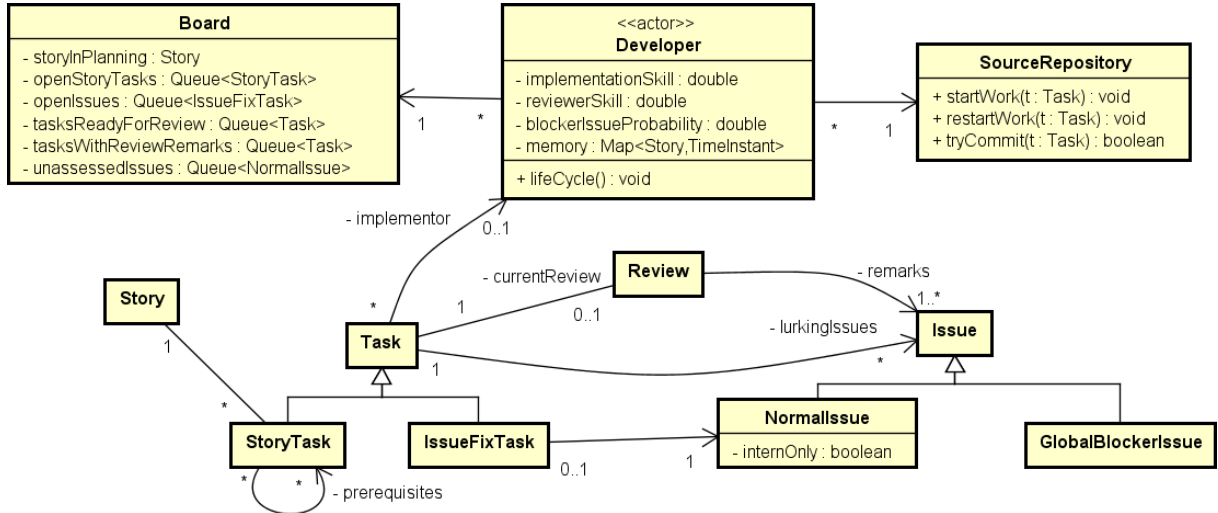 Board
- storyInPlanning : Story
- openStoryTasks : Queue<StoryTask>
- openIssues : Queue<IssueFixTask>
- tasksReadyForReview : Queue<Task>
- tasksWithReviewRemarks : Queue<Task>
- unassessedIssues : Queue<NormalIssue>
1
*
<<actor>>
Developer
- implementationSkill : double
- reviewerSkill : double
- blockerIssueProbability : double
- memory : Map<Story,TimeInstant>
+ lifeCycle() : void
*
1
SourceRepository
+ startWork(t : Task) : void
+ restartWork(t : Task) : void
+ tryCommit(t : Task) : boolean
- implementor
0..1
*
Story
1
*
Task
1
- currentReview
0..1
Review
- remarks
1..*
1
- lurkingIssues
*
Issue
StoryTask
*
*
- prerequisites
IssueFixTask
0..1
1
NormalIssue
- internOnly : boolean
GlobalBlockerIssue